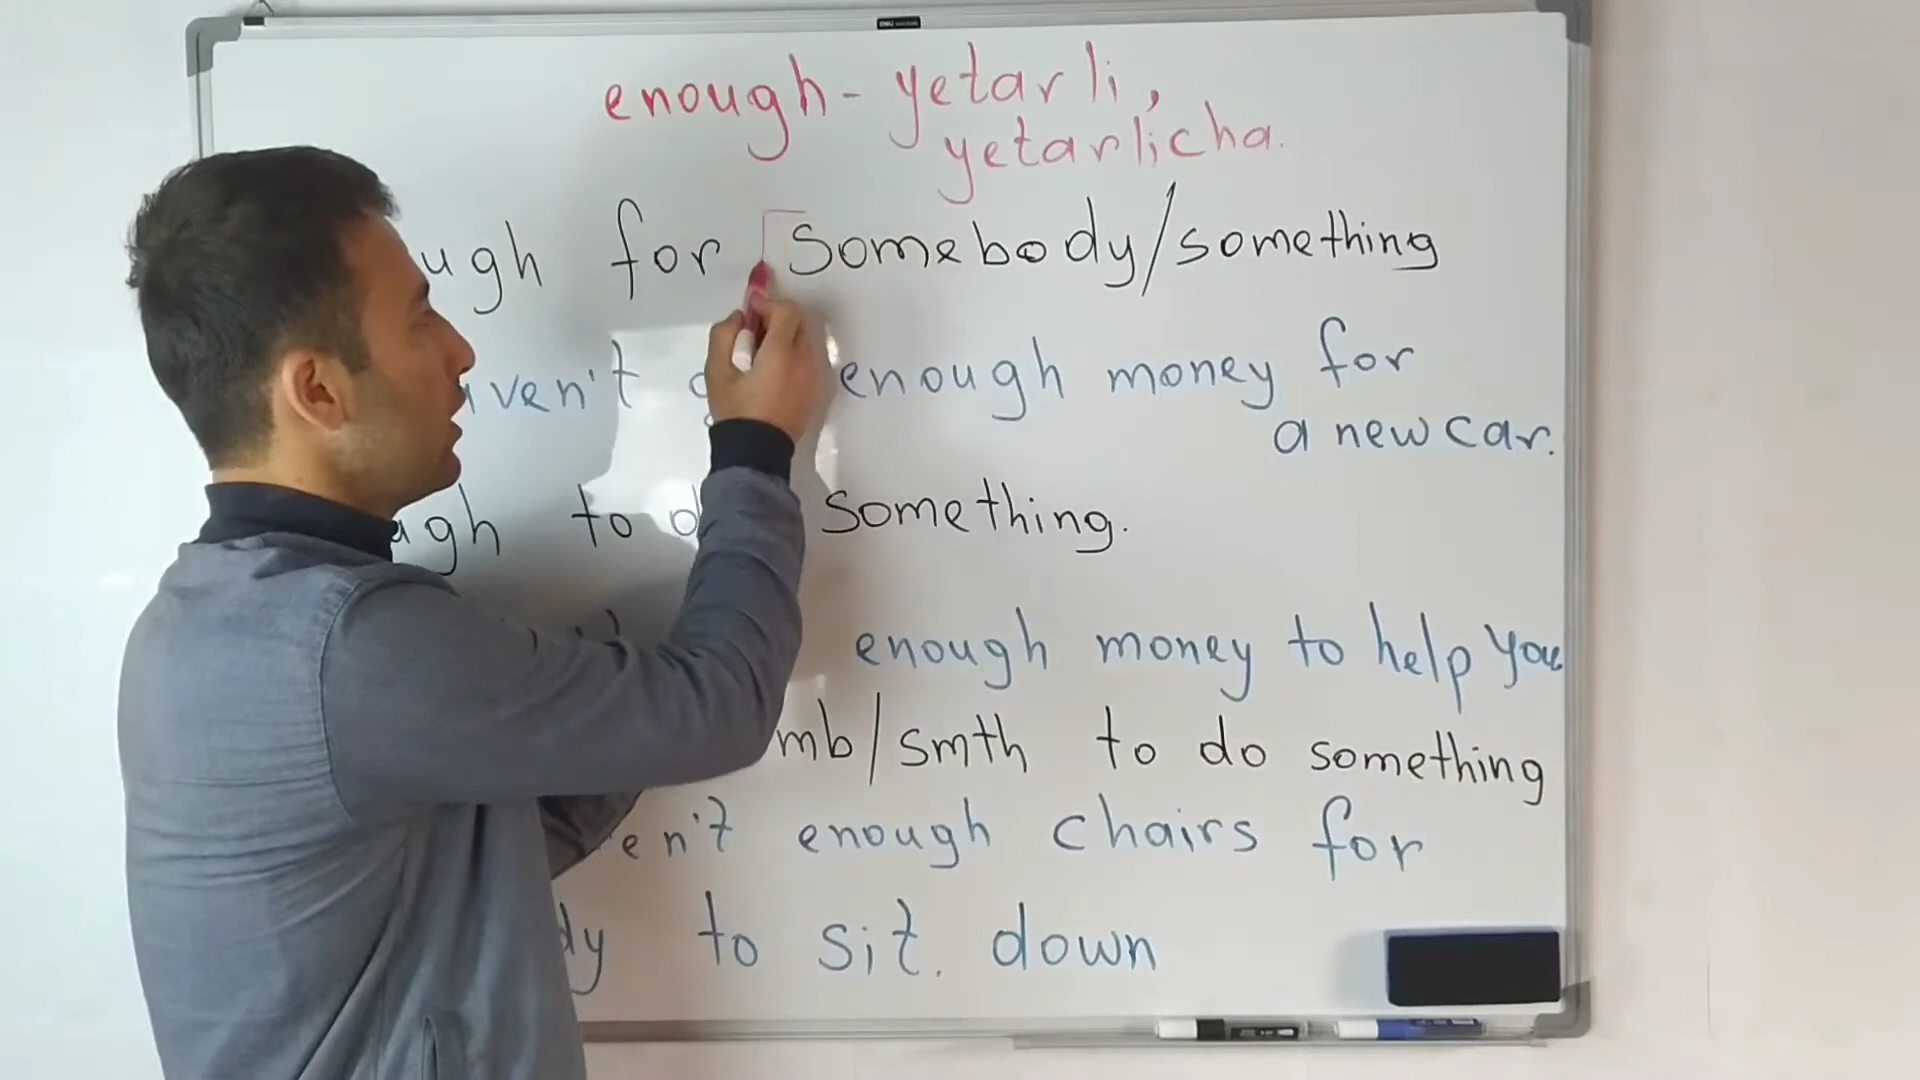 enough - yetarli,
yetarlicha.
ugh for somebody/something
ven't enough money for
a new car.
ugh to d something.
enough money to help you
mb/smth to do something
en't enough chairs for
dy to sit. down